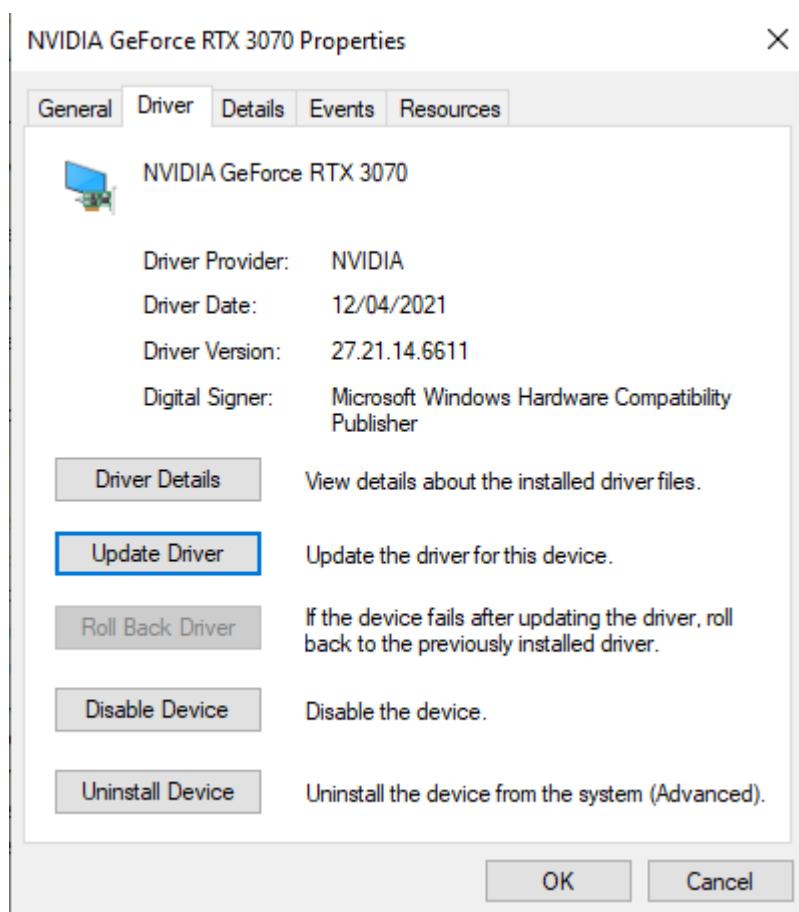 NVIDIA GeForce RTX 3070 Properties
General Driver Details Events Resources
NVIDIA GeForce RTX 3070
Driver Provider: NVIDIA
Driver Date: 12/04/2021
Driver Version: 27.21.14.6611
Digital Signer: Microsoft Windows Hardware Compatibility
Publisher
Driver Details View details about the installed driver files.
Update Driver Update the driver for this device.
Roll Back Driver If the device fails after updating the driver, roll
back to the previously installed driver.
Disable Device Disable the device.
Uninstall Device Uninstall the device from the system (Advanced).
OK Cancel